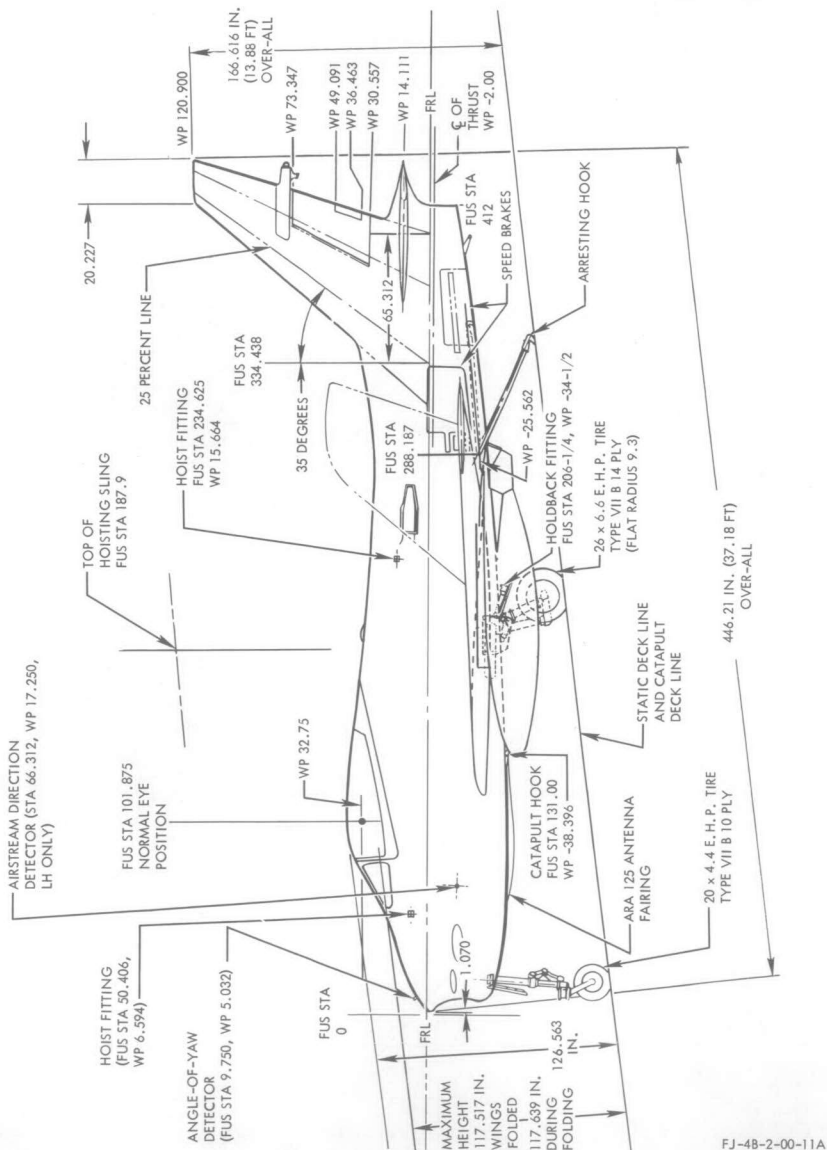 AIRSTREAM DIRECTION
DETECTOR (STA 66.312, WP 17.250,
LH ONLY)
HOIST FITTING
(FUS STA 50.406,
WP 6.594)
ANGLE-OF-YAW
DETECTOR
(FUS STA 9.750, WP 5.032)
FUS STA 101.875
NORMAL EYE
POSITION
WP 32.75
TOP OF
HOISTING SLING
FUS STA 187.9
HOIST FITTING
FUS STA 234.625
WP 15.664
25 PERCENT LINE
35 DEGREES
FUS STA
334.438
20.227
WP 120.900
166.616 IN.
(13.88 FT)
OVER-ALL
WP 73.347
WP 49.091
WP 36.463
WP 30.557
WP 14.111
FRL
℄ OF
THRUST
WP -2.00
65.312
FUS STA
412
SPEED BRAKES
ARRESTING HOOK
FUS STA
288.187
WP -25.562
HOLDBACK FITTING
FUS STA 206-1/4, WP -34-1/2
26 x 6.6 E.H.P. TIRE
TYPE VII B 14 PLY
(FLAT RADIUS 9.3)
446.21 IN. (37.18 FT)
OVER-ALL
STATIC DECK LINE
AND CATAPULT
DECK LINE
CATAPULT HOOK
FUS STA 131.00
WP -38.396
ARA 125 ANTENNA
FAIRING
20 x 4.4 E.H.P. TIRE
TYPE VII B 10 PLY
FUS STA
0
FRL
1.070
126.563
IN.
MAXIMUM
HEIGHT
117.517 IN.
WINGS
FOLDED
117.639 IN.
DURING
FOLDING
FJ-4B-2-00-11A